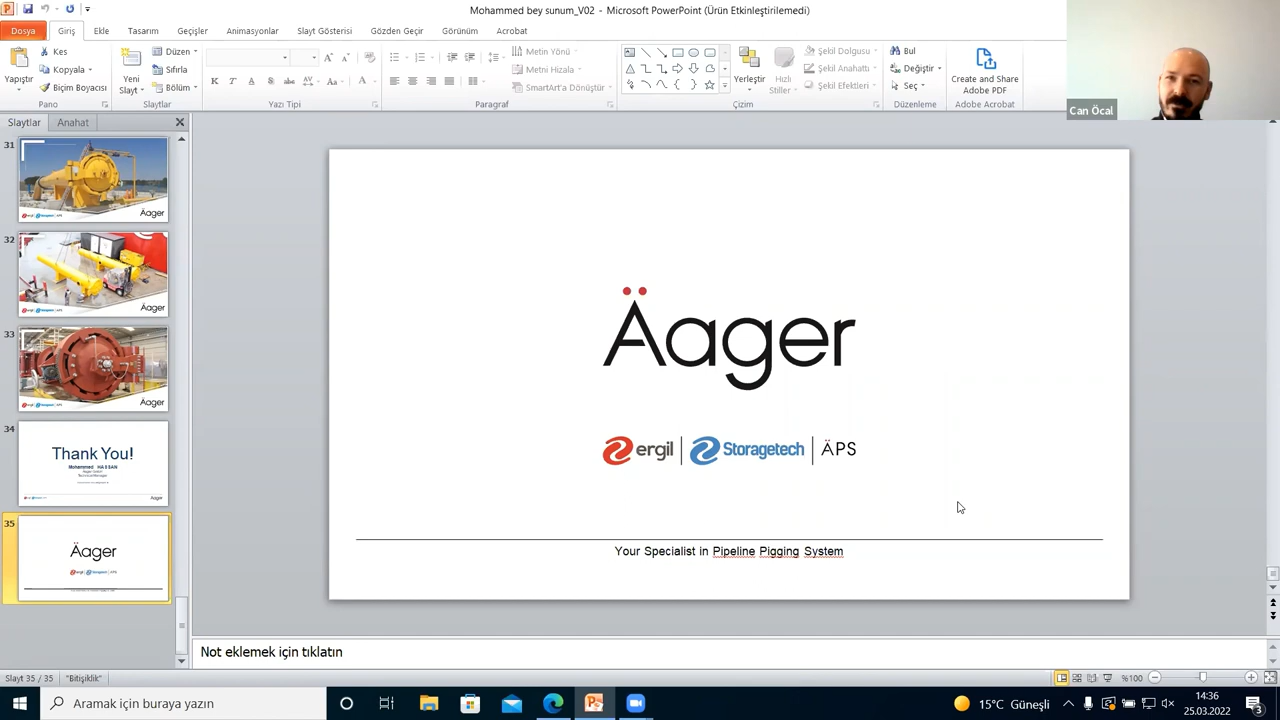 Mohammed bey sunum_V02 - Microsoft PowerPoint (Ürün Etkinleştirilemedi)
Dosya Giriş Ekle Tasarım Geçişler Animasyonlar Slayt Gösterisi Gözden Geçir Görünüm Acrobat
Yapıştır
Kes
Kopyala
Biçim Boyacısı
Pano
Yeni
Slayt
Düzen
Sıfırla
Bölüm
Slaytlar
Yazı Tipi
Metin Yönü
Metni Hizala
SmartArt'a Dönüştür
Paragraf
Yerleştir
Hızlı
Stiller
Şekil Dolgusu
Şekil Anahattı
Şekil Efektleri
Çizim
Bul
Değiştir
Seç
Düzenleme
Create and Share
Adobe PDF
Adobe Acrobat
Can Öcal
Slaytlar Anahat
31
Äager
32
Äager
33
Äager
34
Thank You!
Äager
35
Äager
Äager
ergil Storagetech ÄPS
Your Specialist in Pipeline Pigging System
Not eklemek için tıklatın
Slayt 35 / 35 "Bitişiklik" %100
Aramak için buraya yazın
15°C Güneşli
14:36
25.03.2022
3